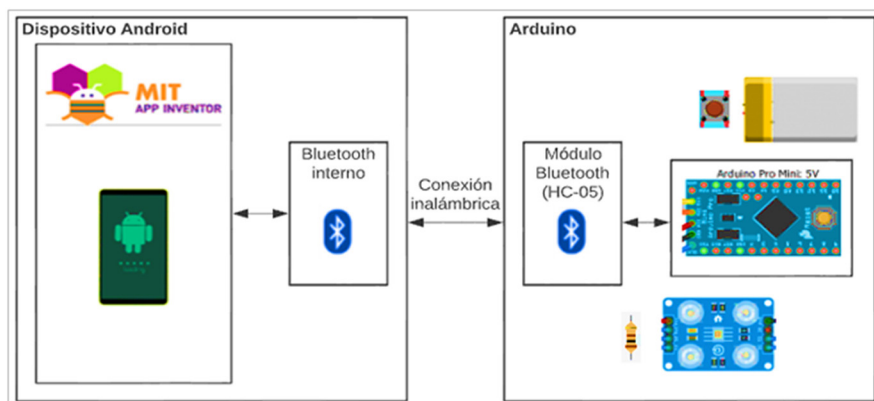 Dispositivo Android
MIT
APP INVENTOR
Bluetooth
interno
Conexión
inalámbrica
Arduino
Módulo
Bluetooth
(HC-05)
Arduino Pro Mini: 5V